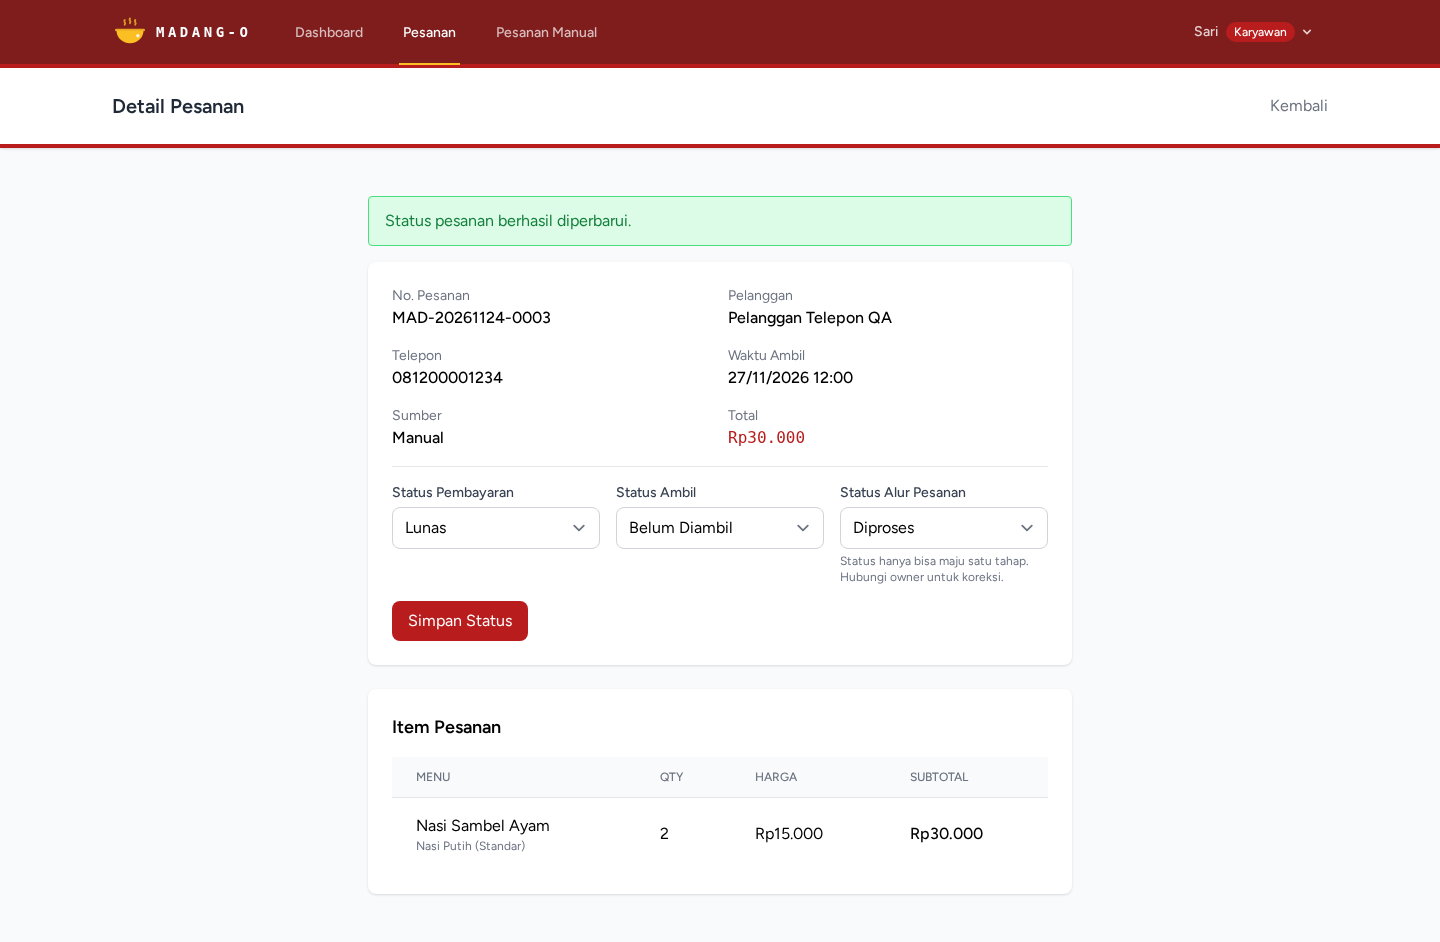 MADANG-O
Dashboard
Pesanan
Pesanan Manual
Sari
Karyawan
Detail Pesanan
Kembali
Status pesanan berhasil diperbarui.
No. Pesanan
MAD-20261124-0003
Pelanggan
Pelanggan Telepon QA
Telepon
081200001234
Waktu Ambil
27/11/2026 12:00
Sumber
Manual
Total
Rp30.000
Status Pembayaran
Lunas
Status Ambil
Belum Diambil
Status Alur Pesanan
Diproses
Status hanya bisa maju satu tahap.
Hubungi owner untuk koreksi.
Simpan Status
Item Pesanan
MENU QTY HARGA SUBTOTAL
Nasi Sambel Ayam 2 Rp15.000 Rp30.000
Nasi Putih (Standar)